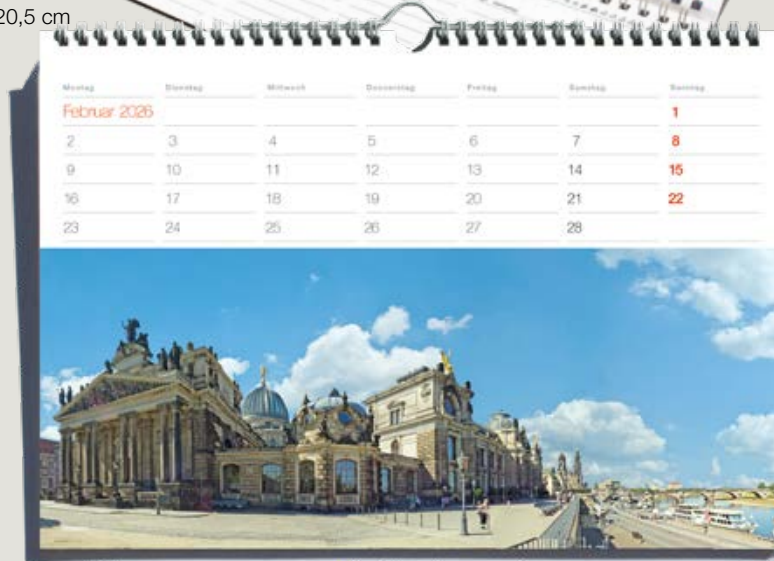 20,5 cm
Montag Dienstag Mittwoch Donnerstag Freitag Samstag Sonntag
Februar 2026 1
2 3 4 5 6 7 8
9 10 11 12 13 14 15
16 17 18 19 20 21 22
23 24 25 26 27 28